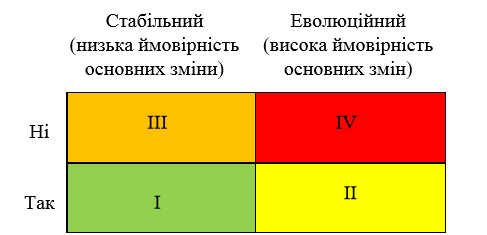 Стабільний
(низька ймовірність
основних зміни)
Еволюційний
(висока ймовірність
основних змін)
Ні
III
IV
Так
I
II